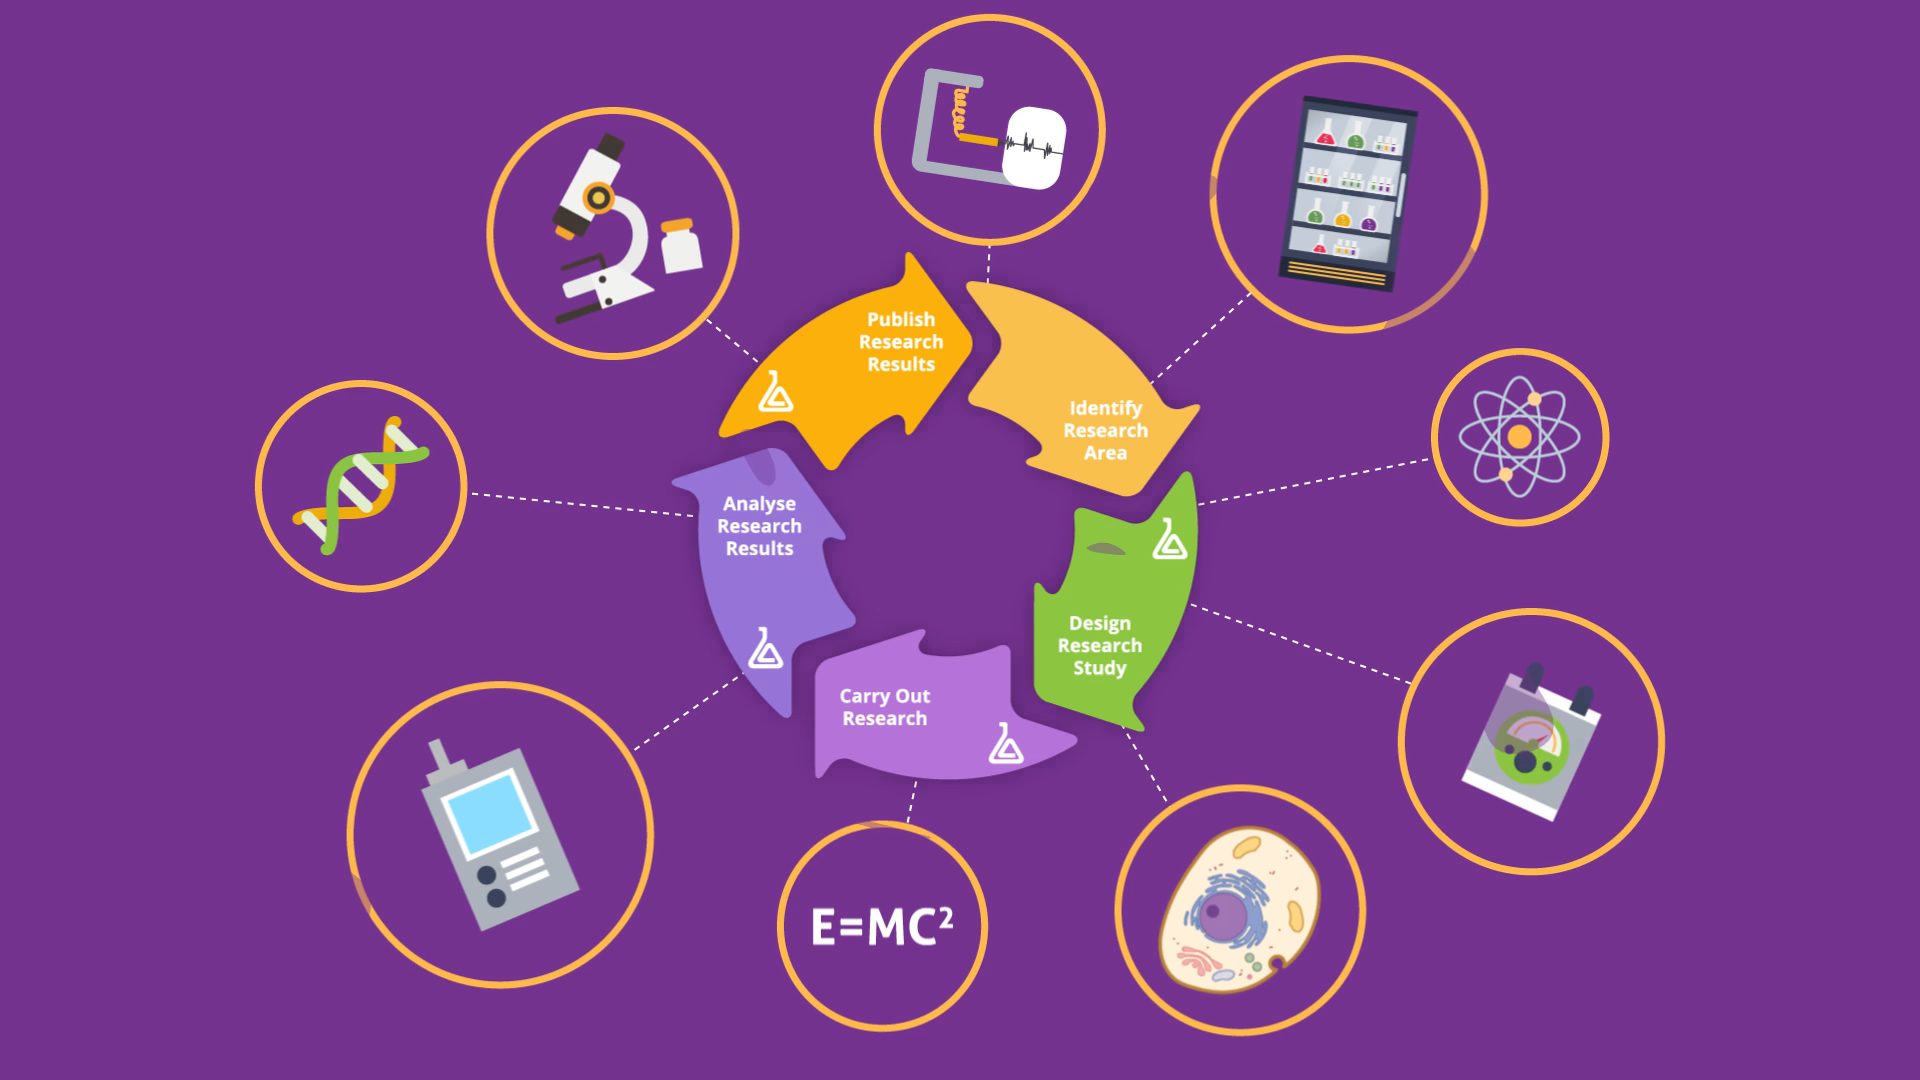 Publish
Research
Results
Identify
Research
Area
Analyse
Research
Results
Design
Research
Study
Carry Out
Research
E=MC²